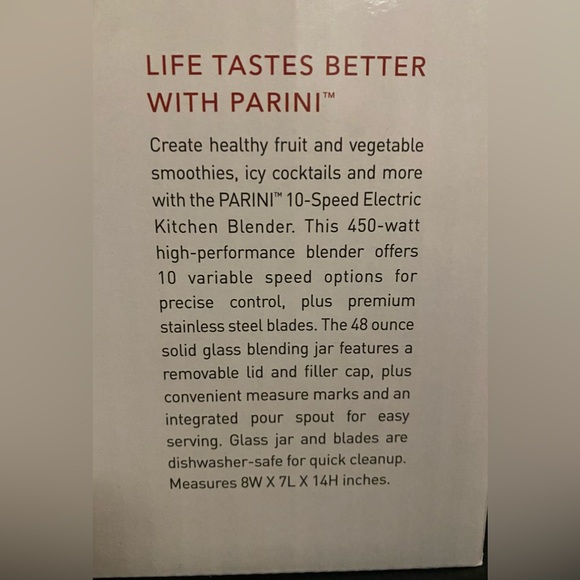 LIFE TASTES BETTER
WITH PARINI™
Create healthy fruit and vegetable
smoothies, icy cocktails and more
with the PARINI™ 10-Speed Electric
Kitchen Blender. This 450-watt
high-performance blender offers
10 variable speed options for
precise control, plus premium
stainless steel blades. The 48 ounce
solid glass blending jar features a
removable lid and filler cap, plus
convenient measure marks and an
integrated pour spout for easy
serving. Glass jar and blades are
dishwasher-safe for quick cleanup.
Measures 8W X 7L X 14H inches.